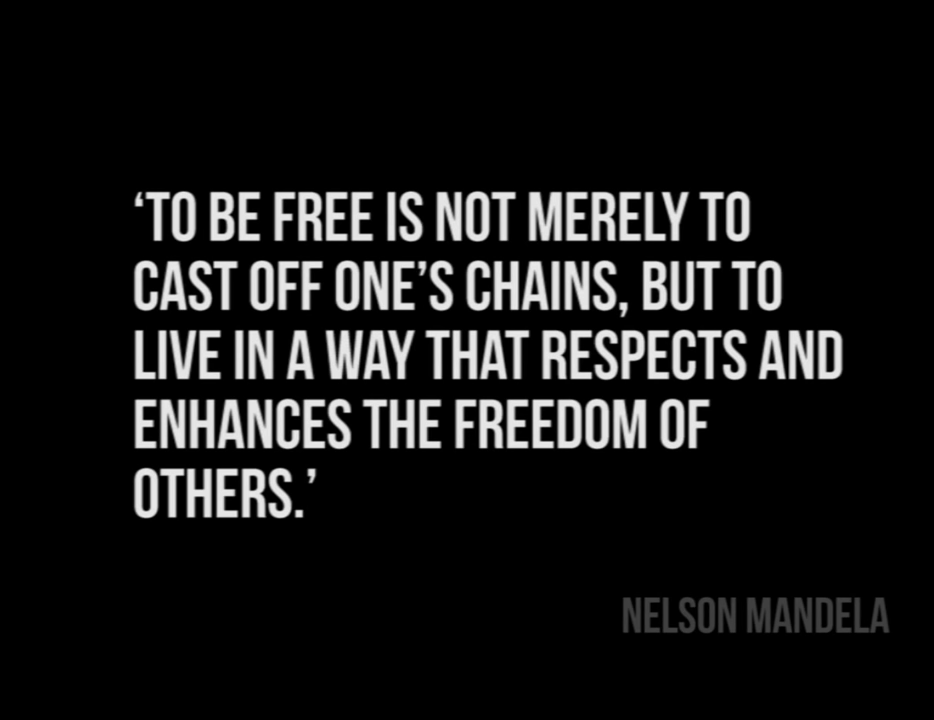 ‘TO BE FREE IS NOT MERELY TO
CAST OFF ONE’S CHAINS, BUT TO
LIVE IN A WAY THAT RESPECTS AND
ENHANCES THE FREEDOM OF
OTHERS.’
NELSON MANDELA